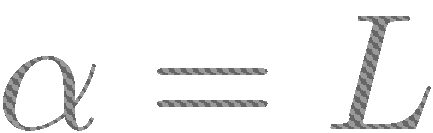 α = L